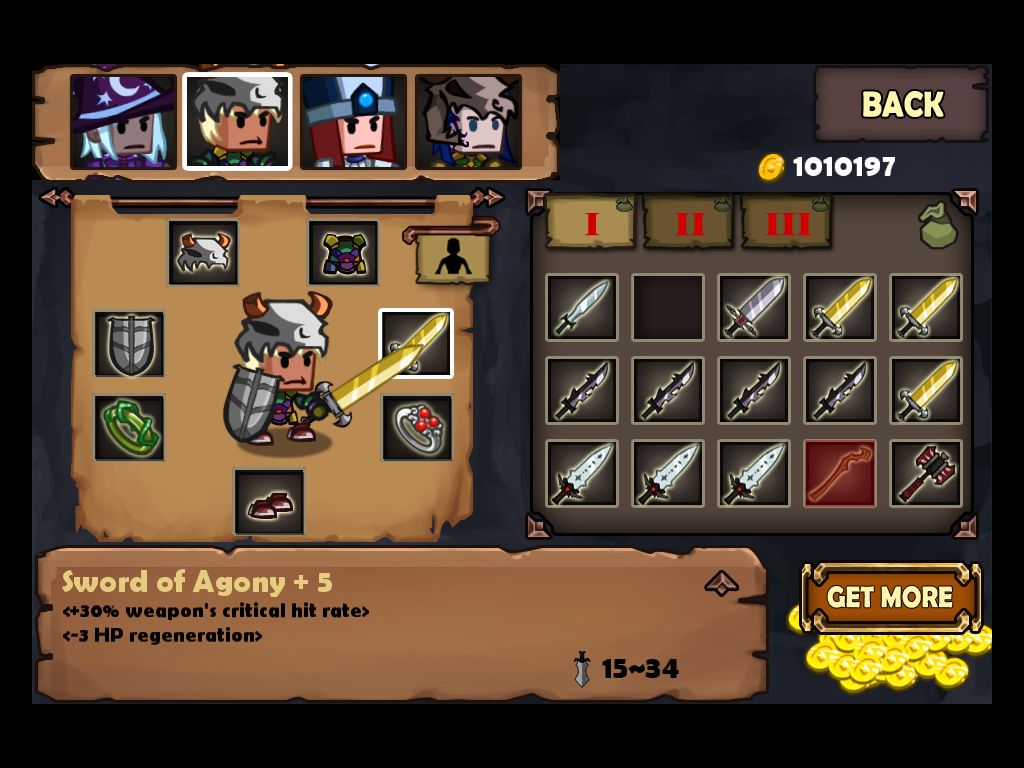 BACK
1010197
I II III
Sword of Agony + 5
<+30% weapon's critical hit rate>
<-3 HP regeneration>
15~34
GET MORE